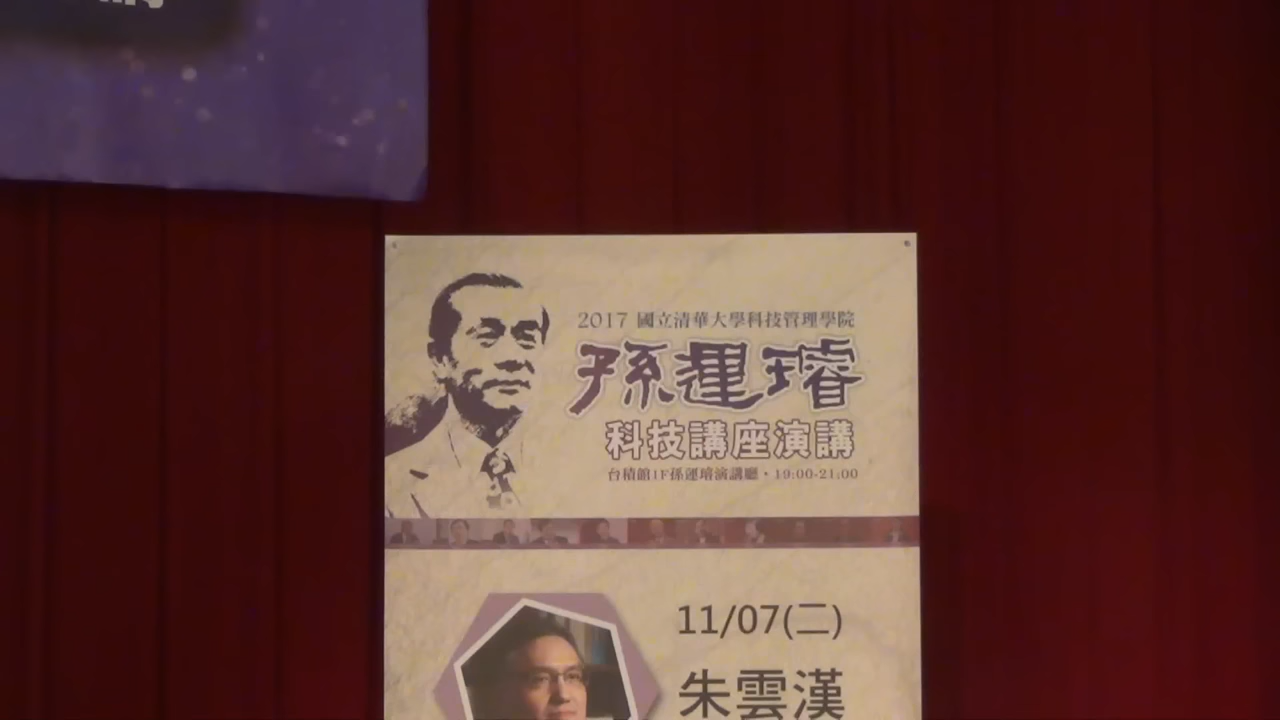 2017 國立清華大學科技管理學院
孫運璿
科技講座演講
台積館1F孫運璿演講廳・19:00-21:00
11/07(二)
朱雲漢